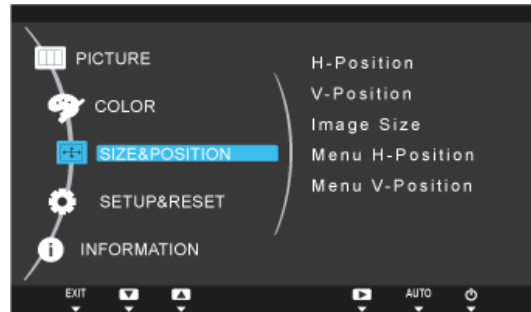 PICTURE
COLOR
SIZE&POSITION
SETUP&RESET
INFORMATION
H-Position
V-Position
Image Size
Menu H-Position
Menu V-Position
EXIT
AUTO